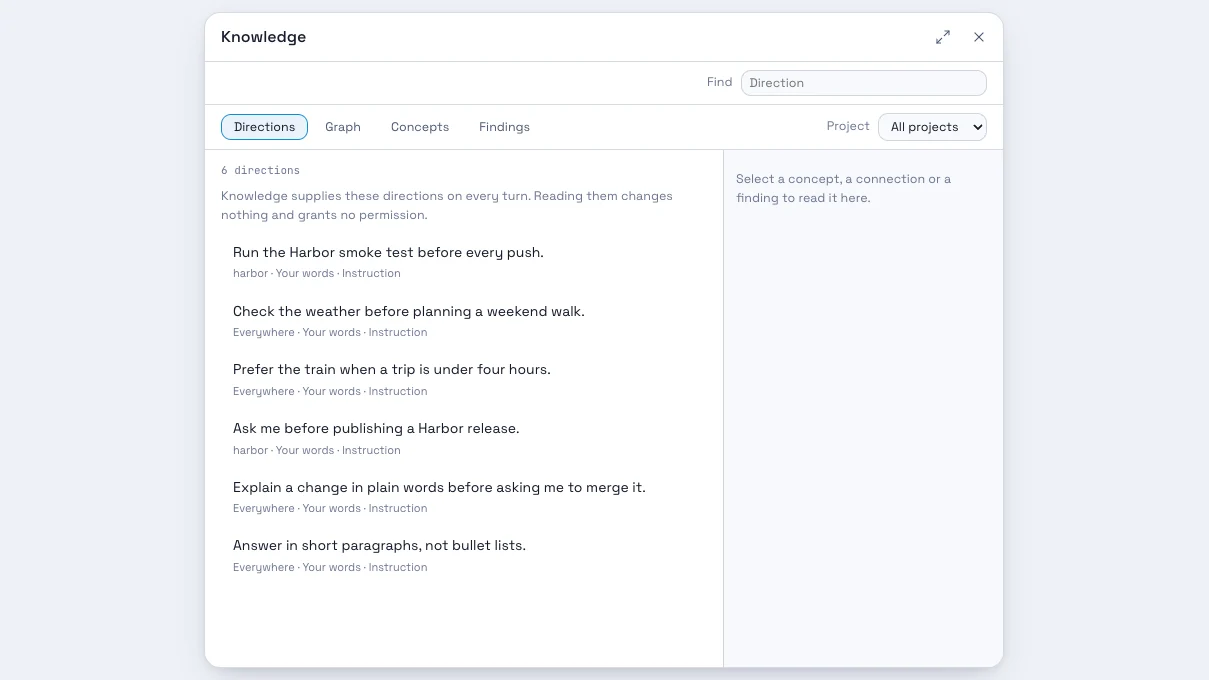 Knowledge
Find
Direction
Directions
Graph
Concepts
Findings
Project
All projects
6 directions
Knowledge supplies these directions on every turn. Reading them changes
nothing and grants no permission.
Run the Harbor smoke test before every push.
harbor · Your words · Instruction
Check the weather before planning a weekend walk.
Everywhere · Your words · Instruction
Prefer the train when a trip is under four hours.
Everywhere · Your words · Instruction
Ask me before publishing a Harbor release.
harbor · Your words · Instruction
Explain a change in plain words before asking me to merge it.
Everywhere · Your words · Instruction
Answer in short paragraphs, not bullet lists.
Everywhere · Your words · Instruction
Select a concept, a connection or a
finding to read it here.